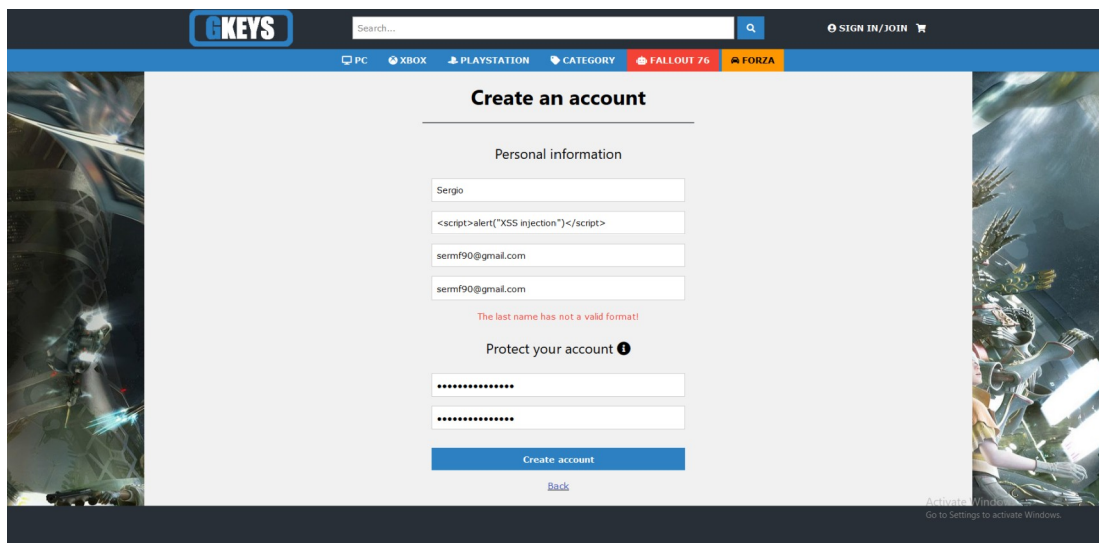 GKEYS
Search...
SIGN IN/JOIN
PC XBOX PLAYSTATION CATEGORY FALLOUT 76 FORZA
Create an account
Personal information
Sergio
<script>alert("XSS injection")</script>
sermf90@gmail.com
sermf90@gmail.com
The last name has not a valid format!
Protect your account
Create account
Back
Activate Windows
Go to Settings to activate Windows.